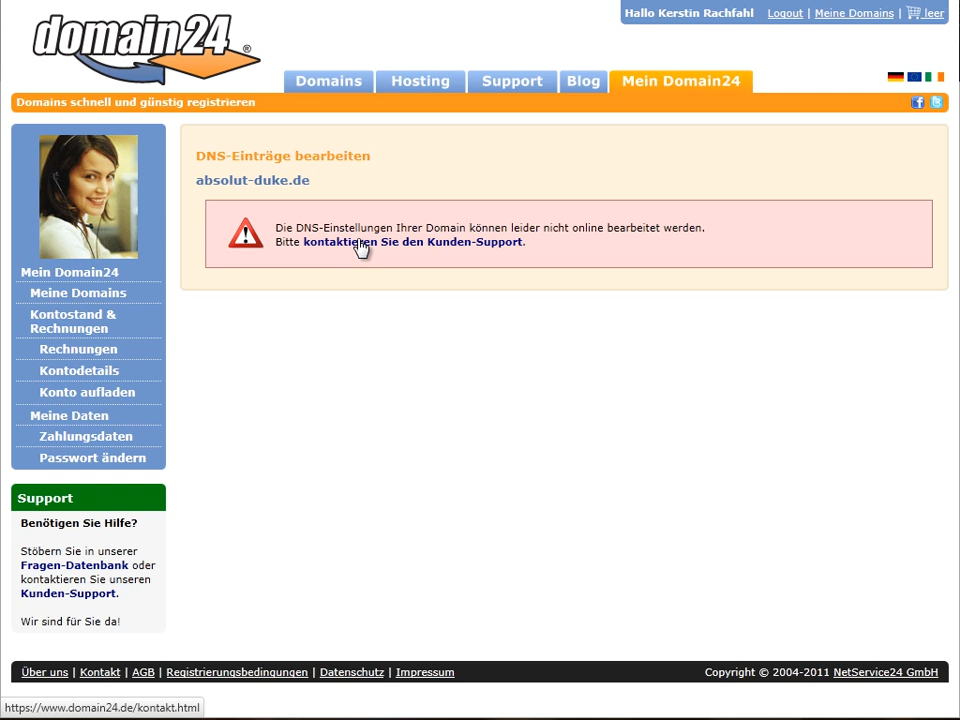 Hallo Kerstin Rachfahl Logout | Meine Domains | leer
domain24®
Domains Hosting Support Blog Mein Domain24
Domains schnell und günstig registrieren
DNS-Einträge bearbeiten
absolut-duke.de
Die DNS-Einstellungen Ihrer Domain können leider nicht online bearbeitet werden.
Bitte kontaktieren Sie den Kunden-Support.
Mein Domain24
Meine Domains
Kontostand &
Rechnungen
Rechnungen
Kontodetails
Konto aufladen
Meine Daten
Zahlungsdaten
Passwort ändern
Support
Benötigen Sie Hilfe?
Stöbern Sie in unserer
Fragen-Datenbank oder
kontaktieren Sie unseren
Kunden-Support.
Wir sind für Sie da!
Über uns | Kontakt | AGB | Registrierungsbedingungen | Datenschutz | Impressum
Copyright © 2004-2011 NetService24 GmbH
https://www.domain24.de/kontakt.html